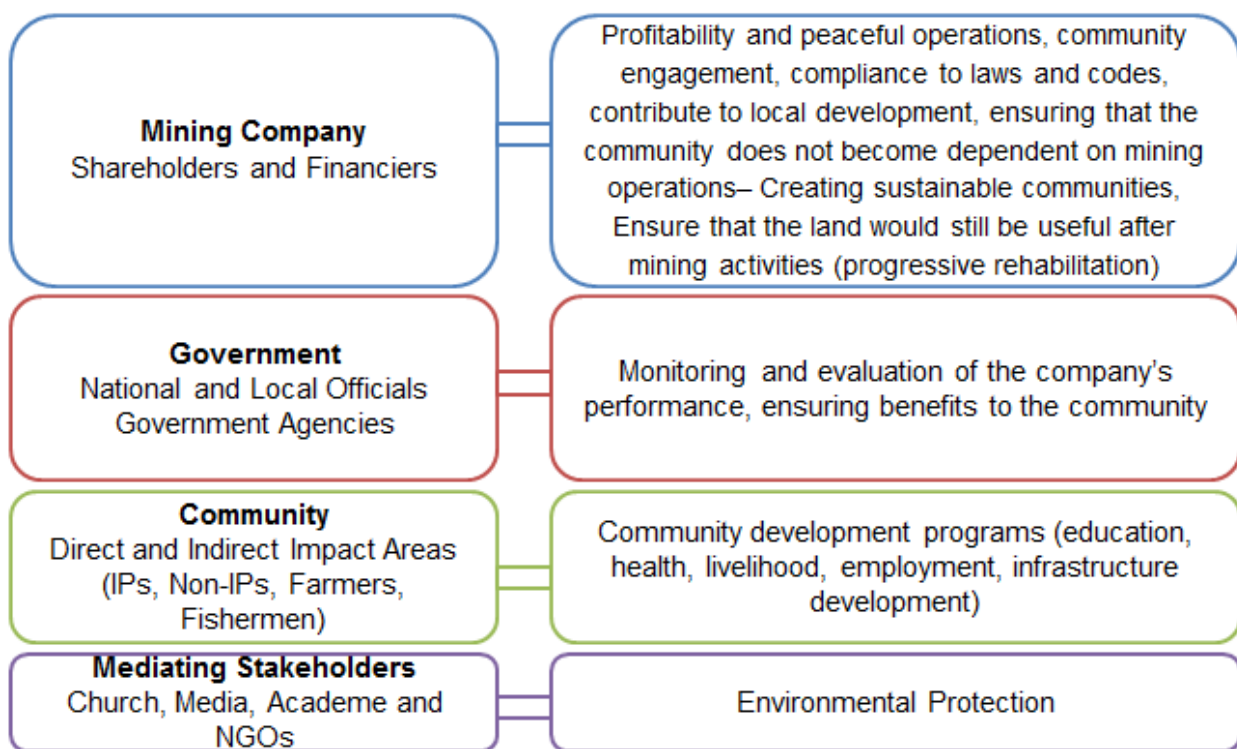 Mining Company
Shareholders and Financiers
Profitability and peaceful operations, community
engagement, compliance to laws and codes,
contribute to local development, ensuring that the
community does not become dependent on mining
operations– Creating sustainable communities,
Ensure that the land would still be useful after
mining activities (progressive rehabilitation)
Government
National and Local Officials
Government Agencies
Monitoring and evaluation of the company's
performance, ensuring benefits to the community
Community
Direct and Indirect Impact Areas
(IPs, Non-IPs, Farmers,
Fishermen)
Community development programs (education,
health, livelihood, employment, infrastructure
development)
Mediating Stakeholders
Church, Media, Academe and
NGOs
Environmental Protection